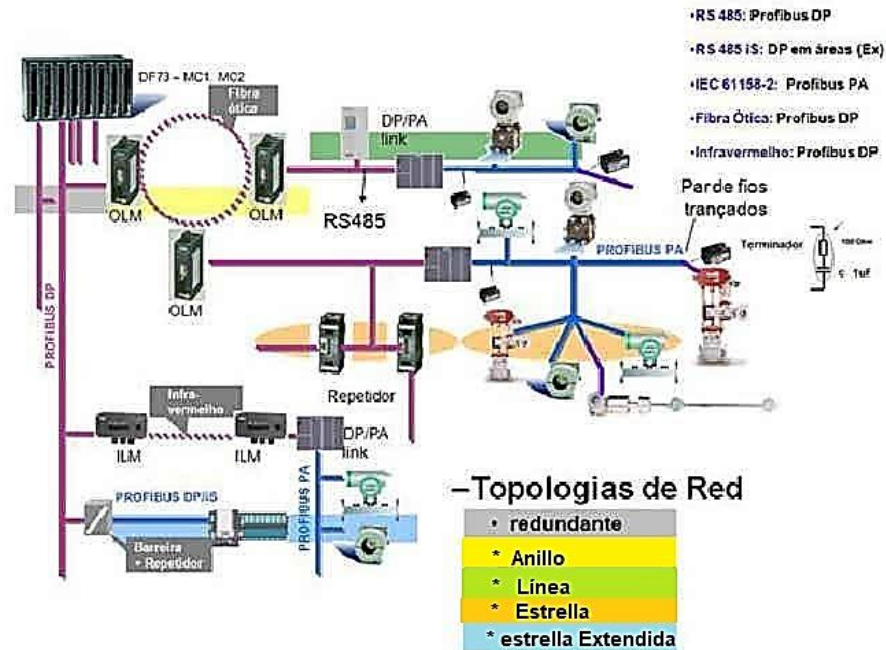 •RS 485: Profibus DP
•RS 485 iS: DP em áreas (Ex)
•IEC 61158-2: Profibus PA
•Fibra Ótica: Profibus DP
•Infravermelho: Profibus DP
DF73 – MC1, MC2
Fibra
ótica
DP/PA
link
OLM
OLM
RS485
Par de fios
trançados
PROFIBUS PA
Terminador
OLM
PROFIBUS DP
Repetidor
Infra-
vermelho
ILM
ILM
DP/PA
link
PROFIBUS DP/iS
PROFIBUS PA
Barreira
+ Repetidor
–Topologias de Red
• redundante
* Anillo
* Línea
* Estrella
* estrella Extendida